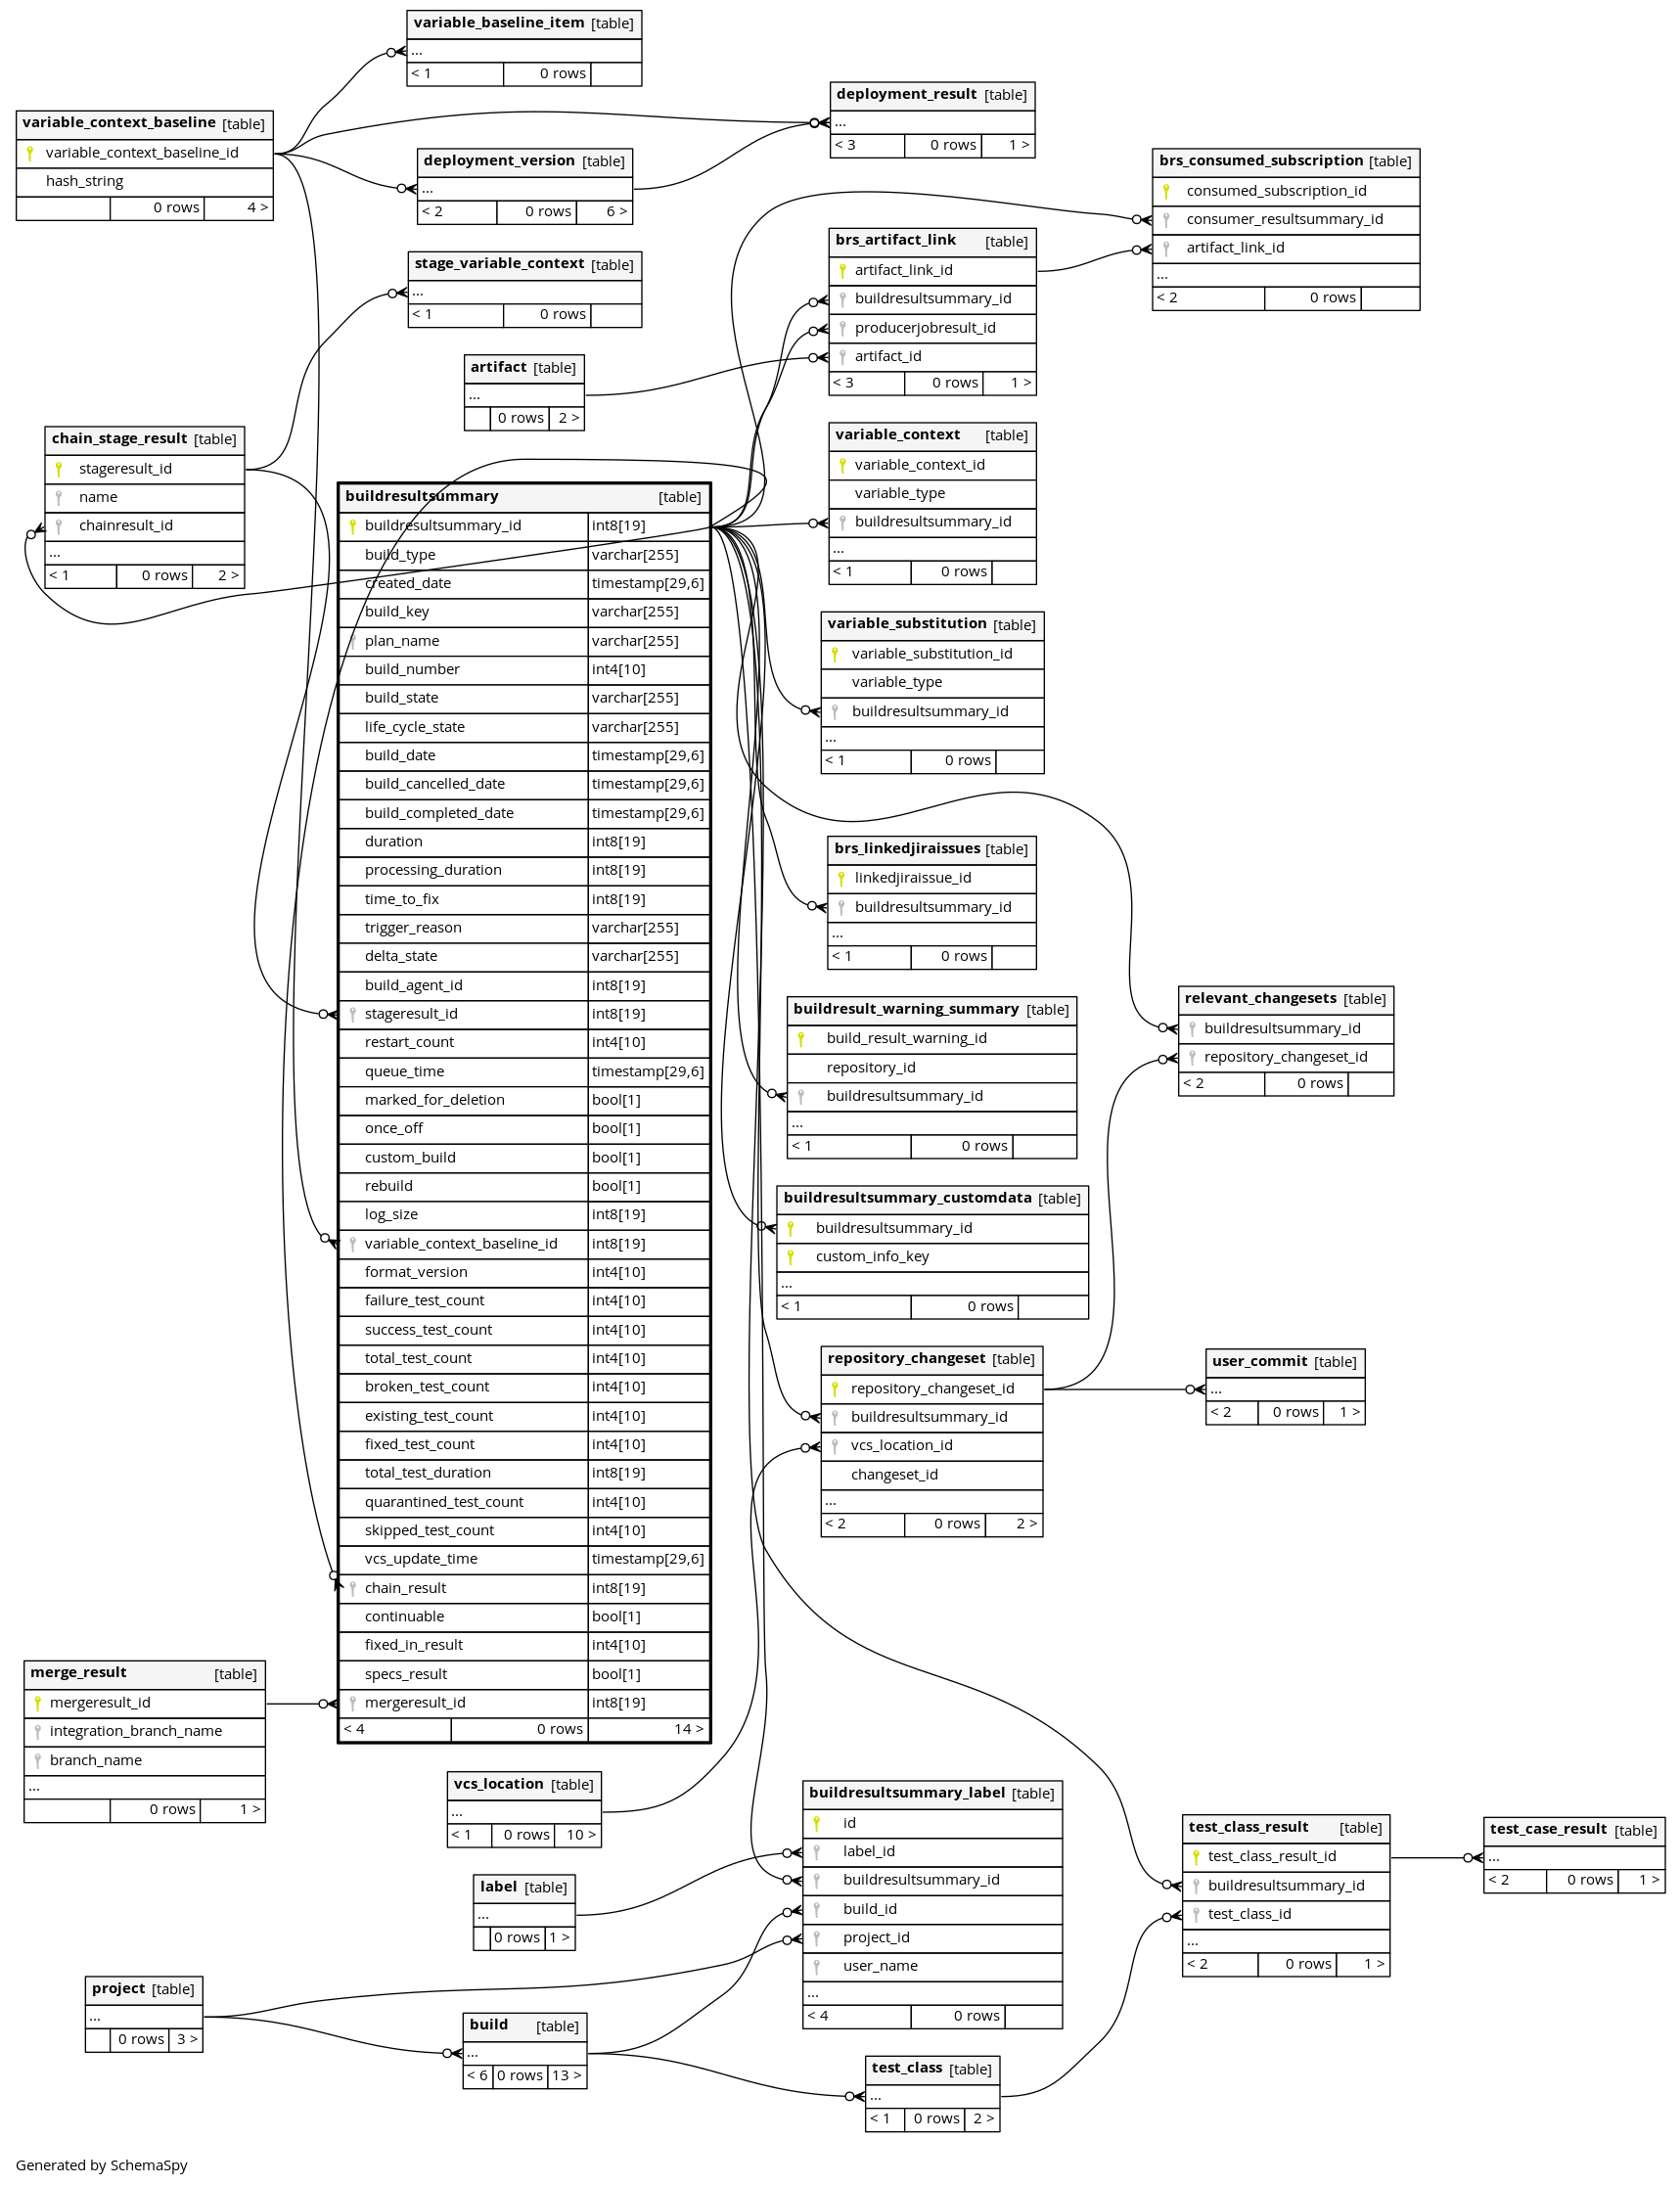 variable_baseline_item [table]
...
< 1 0 rows
variable_context_baseline [table]
variable_context_baseline_id
hash_string
0 rows 4 >
deployment_result [table]
...
< 3 0 rows 1 >
deployment_version [table]
...
< 2 0 rows 6 >
brs_consumed_subscription [table]
consumed_subscription_id
consumer_resultsummary_id
artifact_link_id
...
< 2 0 rows
brs_artifact_link [table]
artifact_link_id
buildresultsummary_id
producerjobresult_id
artifact_id
< 3 0 rows 1 >
stage_variable_context [table]
...
< 1 0 rows
artifact [table]
...
0 rows 2 >
chain_stage_result [table]
stageresult_id
name
chainresult_id
...
< 1 0 rows 2 >
variable_context [table]
variable_context_id
variable_type
buildresultsummary_id
...
< 1 0 rows
buildresultsummary [table]
buildresultsummary_id int8[19]
build_type varchar[255]
created_date timestamp[29,6]
build_key varchar[255]
plan_name varchar[255]
build_number int4[10]
build_state varchar[255]
life_cycle_state varchar[255]
build_date timestamp[29,6]
build_cancelled_date timestamp[29,6]
build_completed_date timestamp[29,6]
duration int8[19]
processing_duration int8[19]
time_to_fix int8[19]
trigger_reason varchar[255]
delta_state varchar[255]
build_agent_id int8[19]
stageresult_id int8[19]
restart_count int4[10]
queue_time timestamp[29,6]
marked_for_deletion bool[1]
once_off bool[1]
custom_build bool[1]
rebuild bool[1]
log_size int8[19]
variable_context_baseline_id int8[19]
format_version int4[10]
failure_test_count int4[10]
success_test_count int4[10]
total_test_count int4[10]
broken_test_count int4[10]
existing_test_count int4[10]
fixed_test_count int4[10]
total_test_duration int8[19]
quarantined_test_count int4[10]
skipped_test_count int4[10]
vcs_update_time timestamp[29,6]
chain_result int8[19]
continuable bool[1]
fixed_in_result int4[10]
specs_result bool[1]
mergeresult_id int8[19]
< 4 0 rows 14 >
variable_substitution [table]
variable_substitution_id
variable_type
buildresultsummary_id
...
< 1 0 rows
brs_linkedjiraissues [table]
linkedjiraissue_id
buildresultsummary_id
...
< 1 0 rows
buildresult_warning_summary [table]
build_result_warning_id
repository_id
buildresultsummary_id
...
< 1 0 rows
relevant_changesets [table]
buildresultsummary_id
repository_changeset_id
< 2 0 rows
buildresultsummary_customdata [table]
buildresultsummary_id
custom_info_key
...
< 1 0 rows
repository_changeset [table]
repository_changeset_id
buildresultsummary_id
vcs_location_id
changeset_id
...
< 2 0 rows 2 >
user_commit [table]
...
< 2 0 rows 1 >
merge_result [table]
mergeresult_id
integration_branch_name
branch_name
...
0 rows 1 >
vcs_location [table]
...
< 1 0 rows 10 >
buildresultsummary_label [table]
id
label_id
buildresultsummary_id
build_id
project_id
user_name
...
< 4 0 rows
test_class_result [table]
test_class_result_id
buildresultsummary_id
test_class_id
...
< 2 0 rows 1 >
test_case_result [table]
...
< 2 0 rows 1 >
label [table]
...
0 rows 1 >
project [table]
...
0 rows 3 >
build [table]
...
< 6 0 rows 13 >
test_class [table]
...
< 1 0 rows 2 >
Generated by SchemaSpy